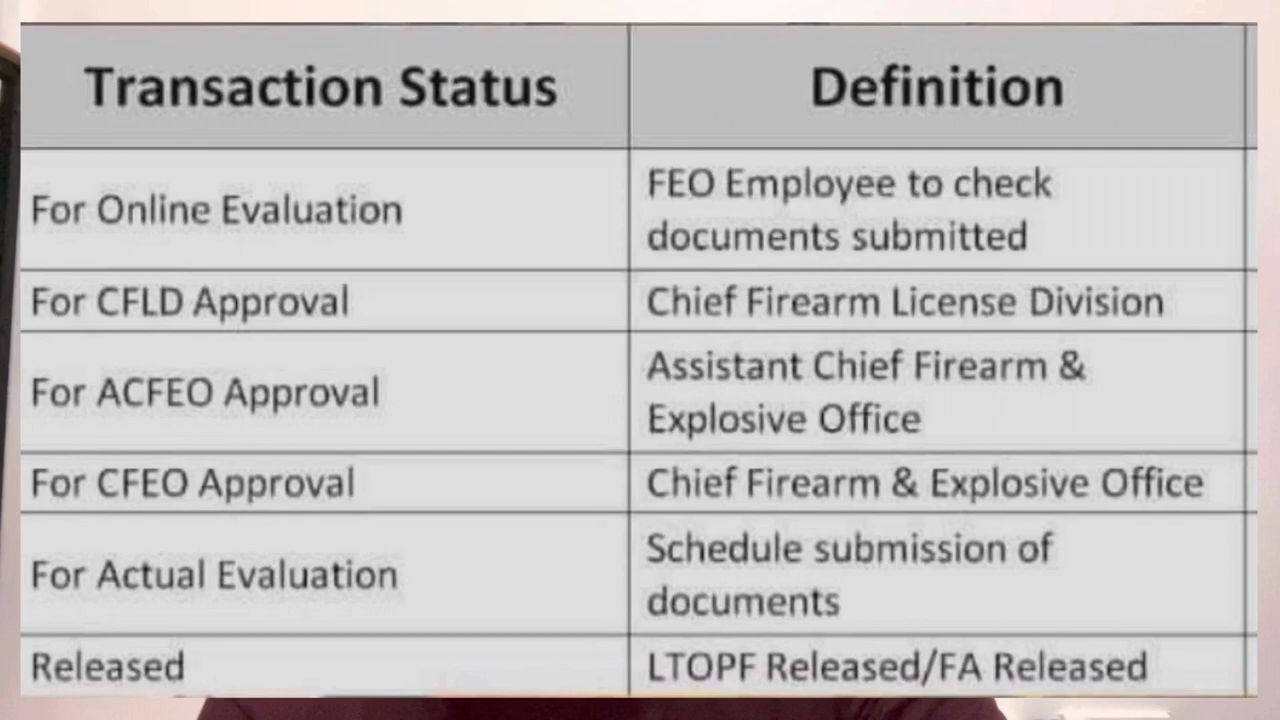 Transaction Status
Definition
For Online Evaluation
FEO Employee to check
documents submitted
For CFLD Approval
Chief Firearm License Division
For ACFEO Approval
Assistant Chief Firearm &
Explosive Office
For CFEO Approval
Chief Firearm & Explosive Office
For Actual Evaluation
Schedule submission of
documents
Released
LTOPF Released/FA Released